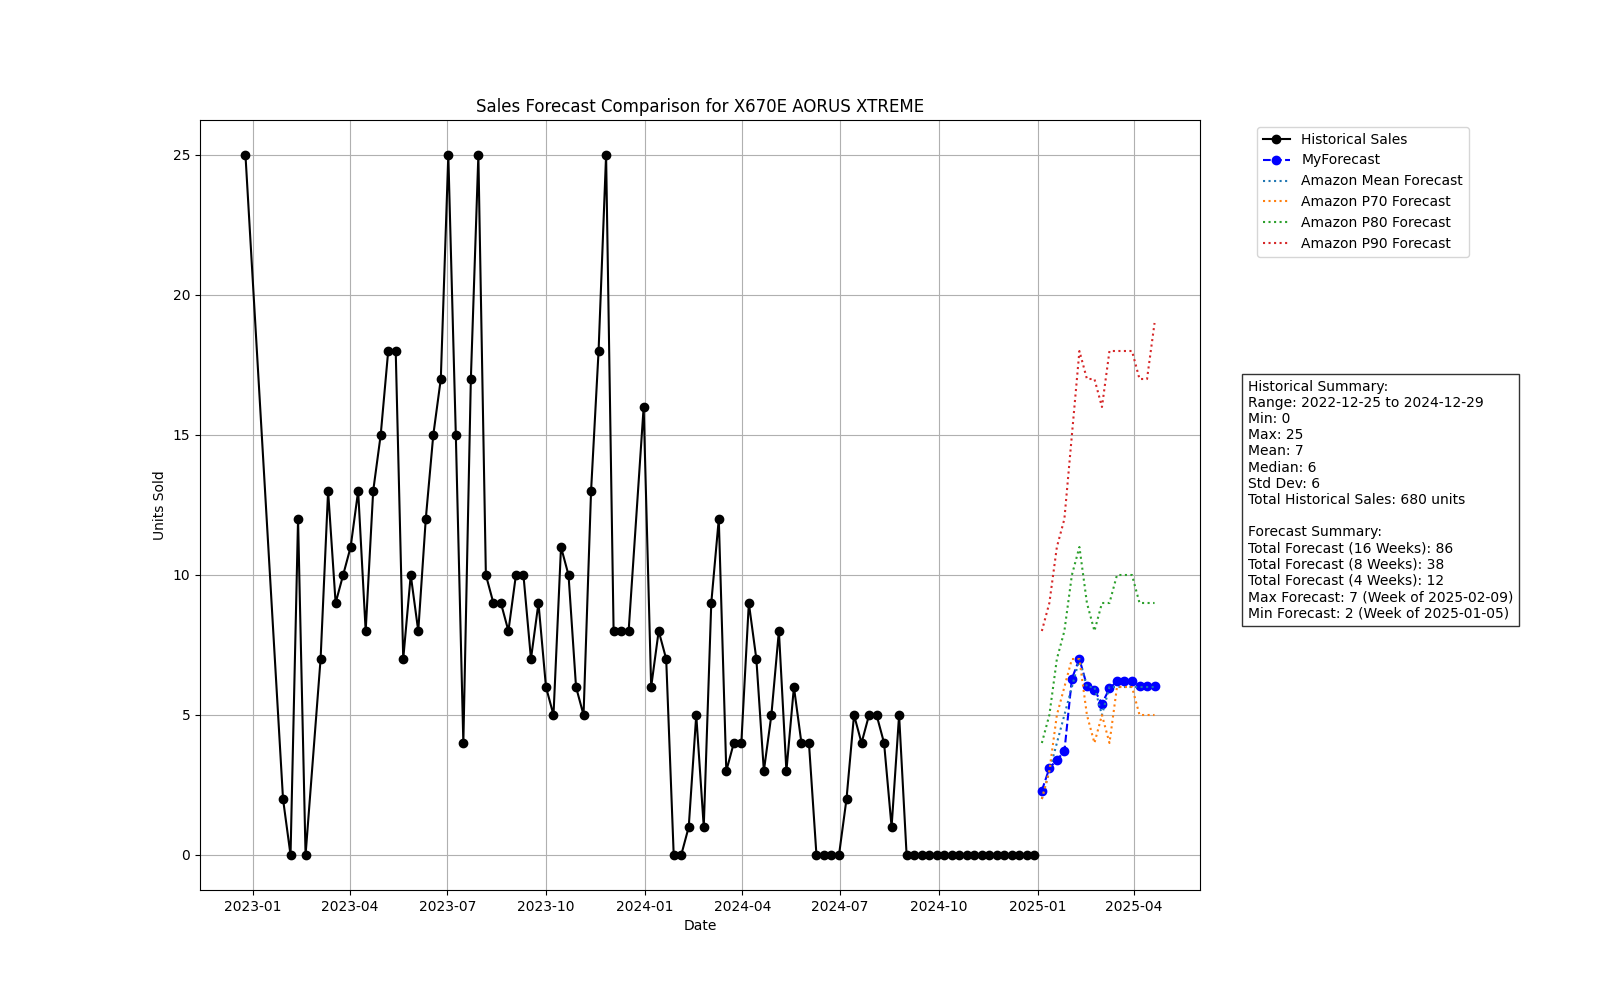 Sales Forecast Comparison for X670E AORUS XTREME
25
20
15
10
5
0
Units Sold
2023-01
2023-04
2023-07
2023-10
2024-01
2024-04
2024-07
2024-10
2025-01
2025-04
Date
Historical Sales
MyForecast
Amazon Mean Forecast
Amazon P70 Forecast
Amazon P80 Forecast
Amazon P90 Forecast
Historical Summary:
Range: 2022-12-25 to 2024-12-29
Min: 0
Max: 25
Mean: 7
Median: 6
Std Dev: 6
Total Historical Sales: 680 units
Forecast Summary:
Total Forecast (16 Weeks): 86
Total Forecast (8 Weeks): 38
Total Forecast (4 Weeks): 12
Max Forecast: 7 (Week of 2025-02-09)
Min Forecast: 2 (Week of 2025-01-05)